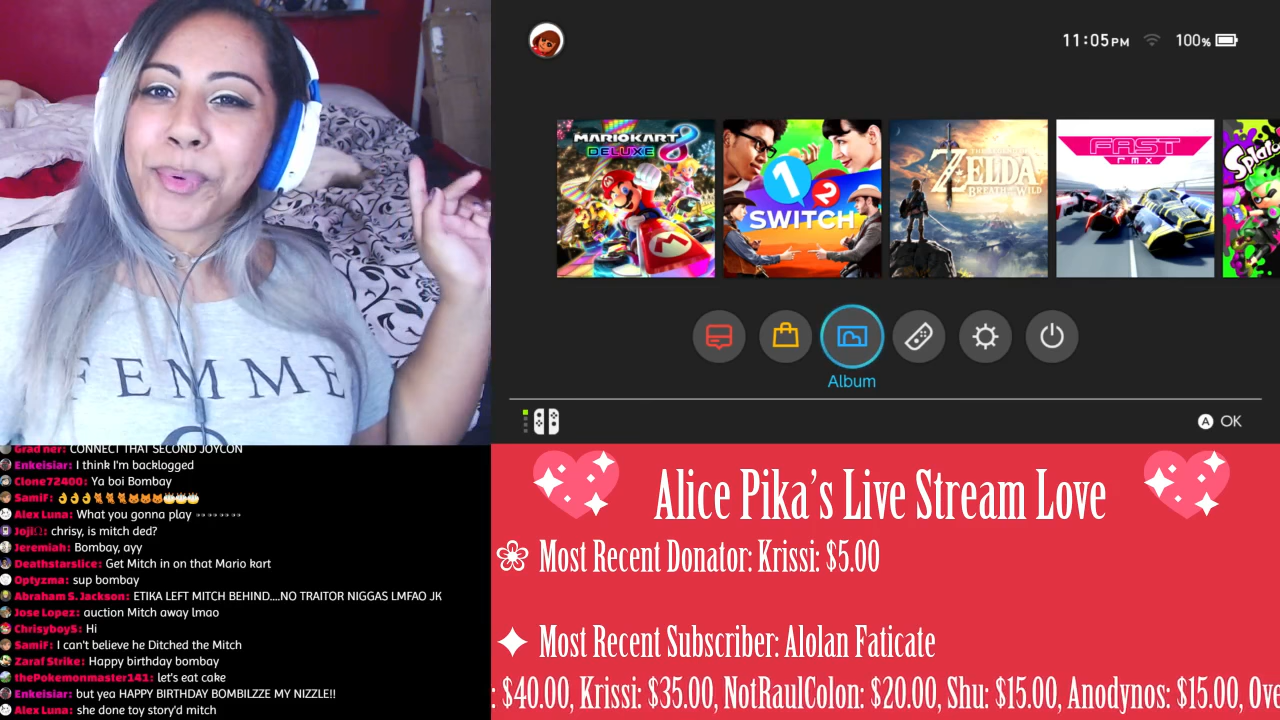 FEMME
11:05PM
100%
MARIOKART 8
DELUXE
1 2
SWITCH
THE LEGEND OF
ZELDA
BREATH OF THE WILD
FAST
rmx
Album
A OK
Grad ner: CONNECT THAT SECOND JOYCON
Enkeisiar: I think I'm backlogged
Clone72400: Ya boi Bombay
SamiF: 👌👌👌🐈🐈🐈😺😺😺🎂🎂🎂
Alex Luna: What you gonna play 👀👀👀👀
JojiΩ: chrisy, is mitch ded?
Jeremiah: Bombay, ayy
Deathstarslice: Get Mitch in on that Mario kart
Optyzma: sup bombay
Abraham S. Jackson: ETIKA LEFT MITCH BEHIND....NO TRAITOR NIGGAS LMFAO JK
Jose Lopez: auction Mitch away lmao
ChrisyboyS: Hi
SamiF: I can't believe he Ditched the Mitch
Zaraf Strike: Happy birthday bombay
thePokemonmaster141: let's eat cake
Enkeisiar: but yea HAPPY BIRTHDAY BOMBILZZE MY NIZZLE!!
Alex Luna: she done toy story'd mitch
Alice Pika's Live Stream Love
Most Recent Donator: Krissi: $5.00
Most Recent Subscriber: Alolan Faticate
: $40.00, Krissi: $35.00, NotRaulColon: $20.00, Shu: $15.00, Anodynos: $15.00, Ove